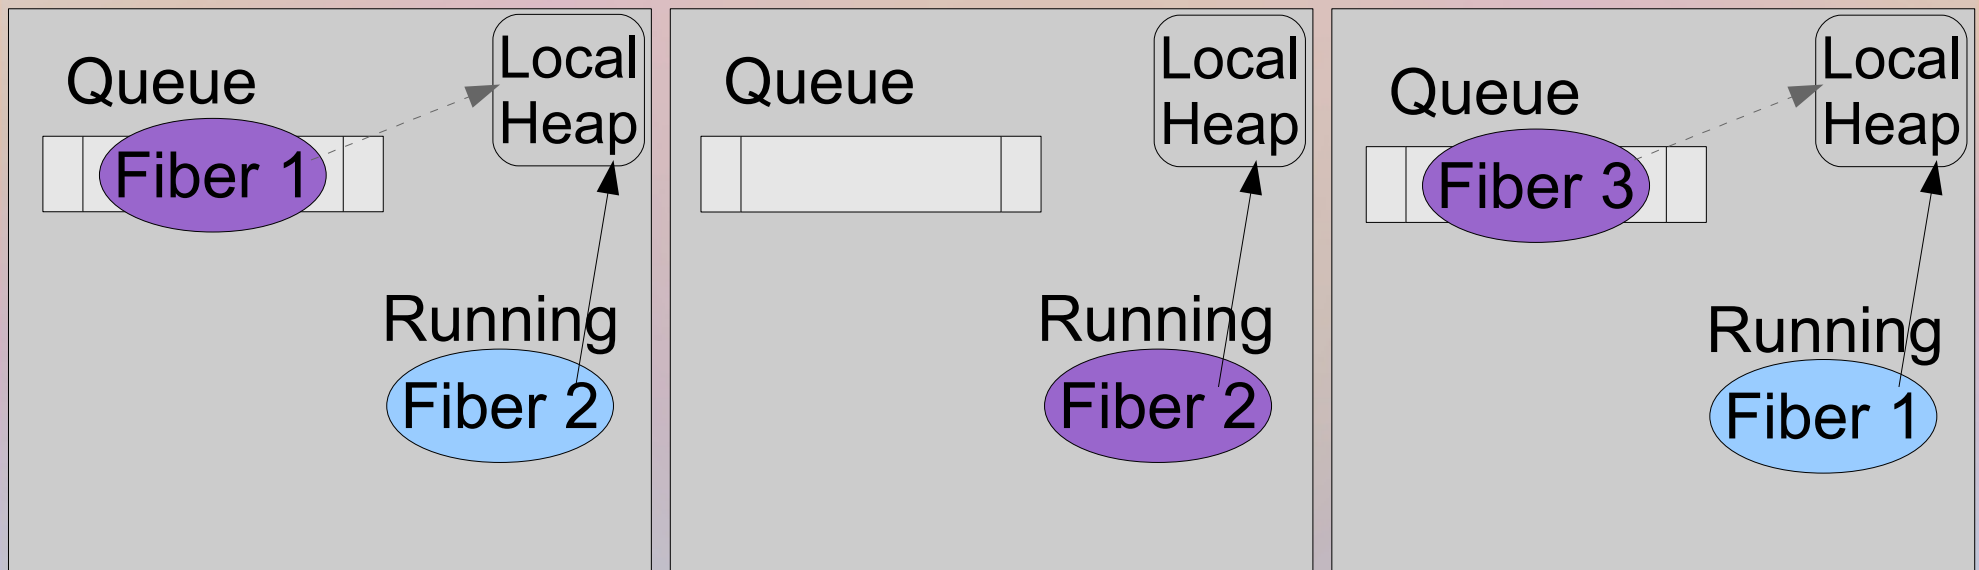 Queue
Local
Heap
Fiber 1
Running
Fiber 2
Queue
Local
Heap
Running
Fiber 2
Queue
Local
Heap
Fiber 3
Running
Fiber 1